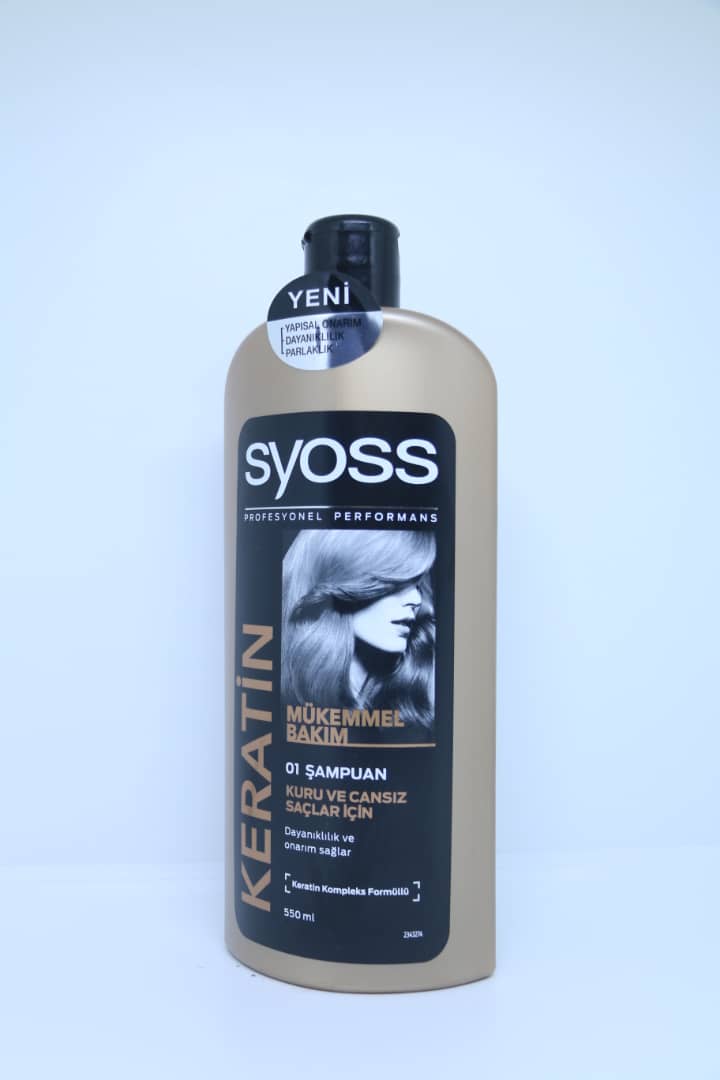 YENİ
YAPISAL ONARIM
DAYANIKLILIK
PARLAKLIK
syoss
PROFESYONEL PERFORMANS
KERATİN
MÜKEMMEL
BAKIM
01 ŞAMPUAN
KURU VE CANSIZ
SAÇLAR İÇİN
Dayanıklılık ve
onarım sağlar
Keratin Kompleks Formüllü
550 ml
2343274